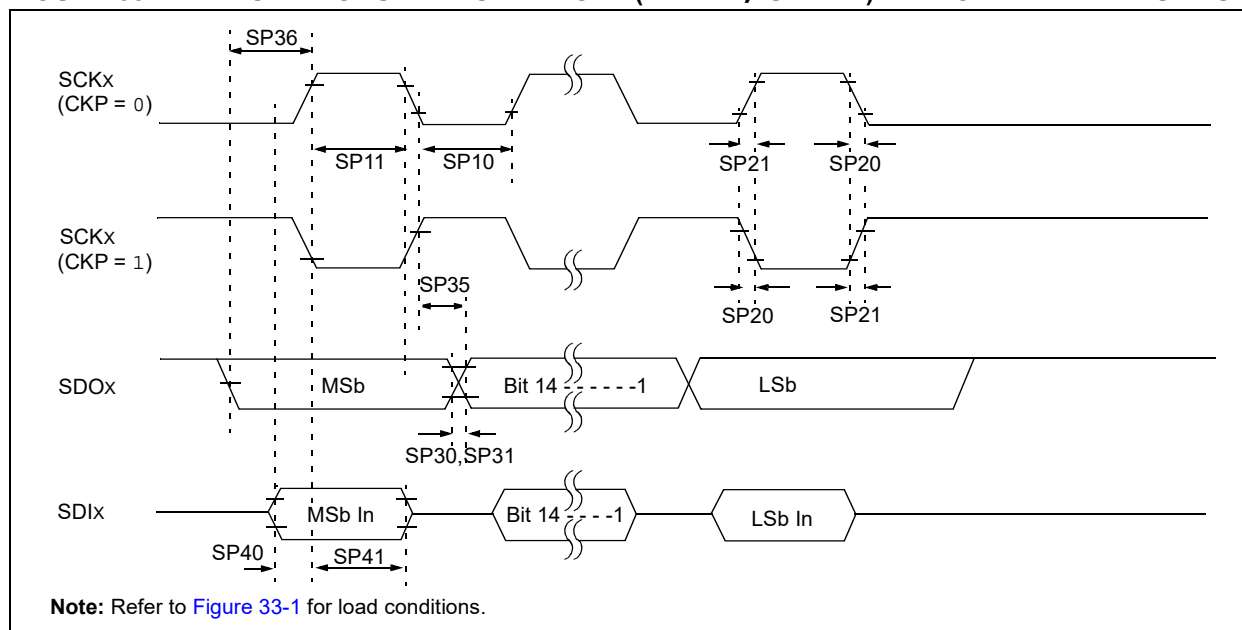 SP36
SCKx
(CKP = 0)
SP11
SP10
SP21
SP20
SCKx
(CKP = 1)
SP35
SP20
SP21
SDOx
MSb
Bit 14 - - - - - -1
LSb
SP30,SP31
SDIx
MSb In
Bit 14 - - - -1
LSb In
SP40
SP41
Note: Refer to Figure 33-1 for load conditions.